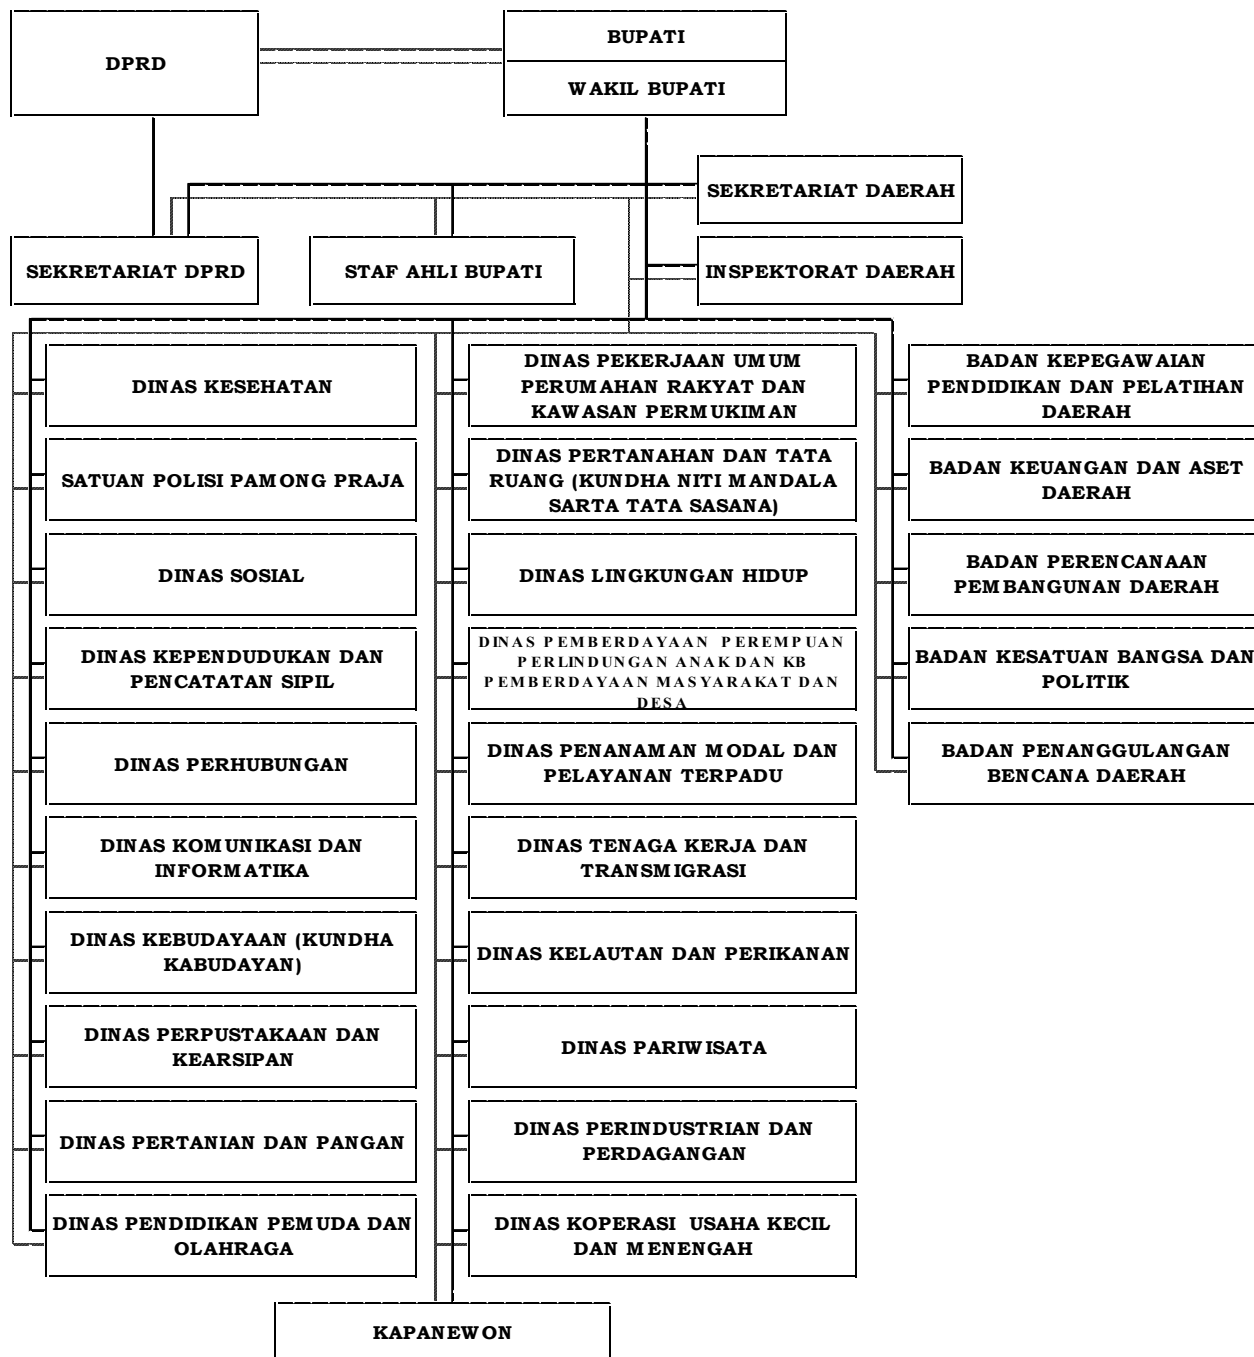 DPRD
BUPATI
WAKIL BUPATI
SEKRETARIAT DAERAH
SEKRETARIAT DPRD
STAF AHLI BUPATI
INSPEKTORAT DAERAH
DINAS KESEHATAN
SATUAN POLISI PAMONG PRAJA
DINAS SOSIAL
DINAS KEPENDUDUKAN DAN
PENCATATAN SIPIL
DINAS PERHUBUNGAN
DINAS KOMUNIKASI DAN
INFORMATIKA
DINAS KEBUDAYAAN (KUNDHA
KABUDAYAN)
DINAS PERPUSTAKAAN DAN
KEARSIPAN
DINAS PERTANIAN DAN PANGAN
DINAS PENDIDIKAN PEMUDA DAN
OLAHRAGA
DINAS PEKERJAAN UMUM
PERUMAHAN RAKYAT DAN
KAWASAN PERMUKIMAN
DINAS PERTANAHAN DAN TATA
RUANG (KUNDHA NITI MANDALA
SARTA TATA SASANA)
DINAS LINGKUNGAN HIDUP
DINAS PEMBERDAYAAN PEREMPUAN
PERLINDUNGAN ANAK DAN KB
PEMBERDAYAAN MASYARAKAT DAN
DESA
DINAS PENANAMAN MODAL DAN
PELAYANAN TERPADU
DINAS TENAGA KERJA DAN
TRANSMIGRASI
DINAS KELAUTAN DAN PERIKANAN
DINAS PARIWISATA
DINAS PERINDUSTRIAN DAN
PERDAGANGAN
DINAS KOPERASI USAHA KECIL
DAN MENENGAH
BADAN KEPEGAWAIAN
PENDIDIKAN DAN PELATIHAN
DAERAH
BADAN KEUANGAN DAN ASET
DAERAH
BADAN PERENCANAAN
PEMBANGUNAN DAERAH
BADAN KESATUAN BANGSA DAN
POLITIK
BADAN PENANGGULANGAN
BENCANA DAERAH
KAPANEWON